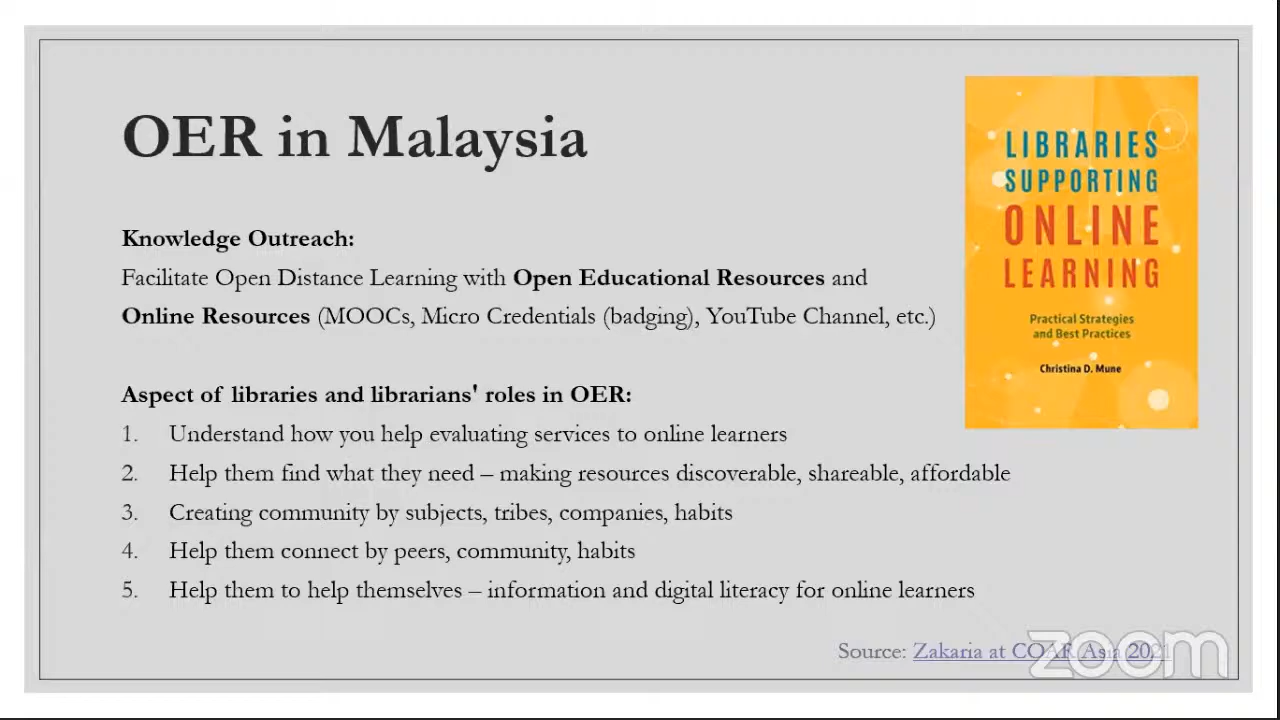 OER in Malaysia
Knowledge Outreach:
Facilitate Open Distance Learning with Open Educational Resources and
Online Resources (MOOCs, Micro Credentials (badging), YouTube Channel, etc.)
Aspect of libraries and librarians' roles in OER:
1. Understand how you help evaluating services to online learners
2. Help them find what they need – making resources discoverable, shareable, affordable
3. Creating community by subjects, tribes, companies, habits
4. Help them connect by peers, community, habits
5. Help them to help themselves – information and digital literacy for online learners
LIBRARIES
SUPPORTING
ONLINE
LEARNING
Practical Strategies
and Best Practices
Christina D. Mune
Source: Zakaria at COAR Asia 2021
zoom